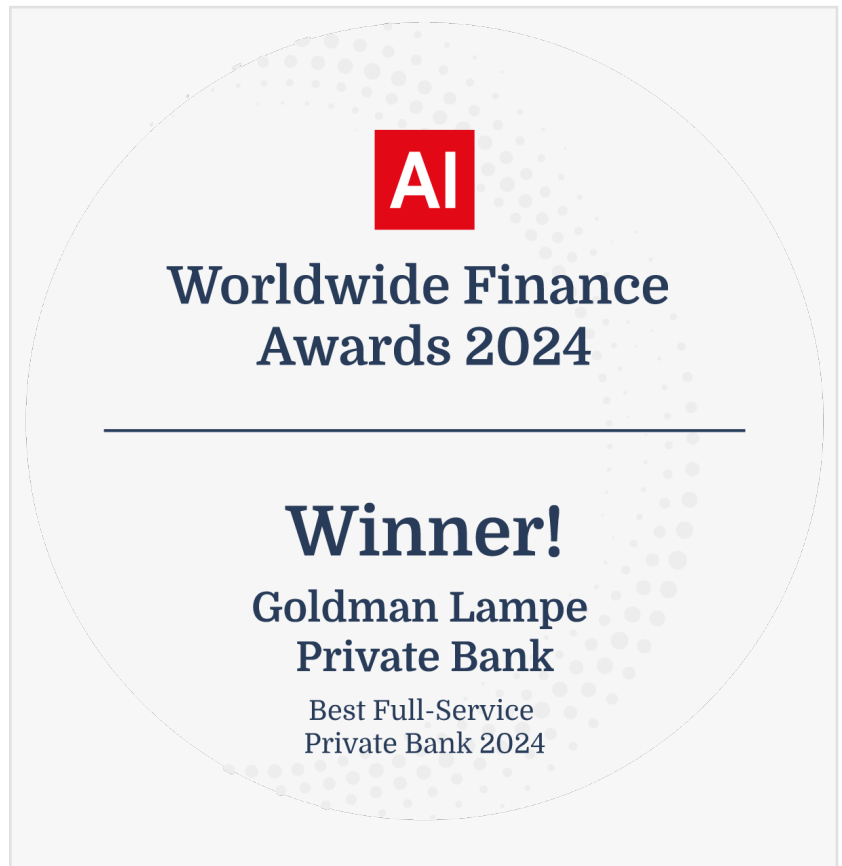 AI
Worldwide Finance
Awards 2024
Winner!
Goldman Lampe
Private Bank
Best Full-Service
Private Bank 2024